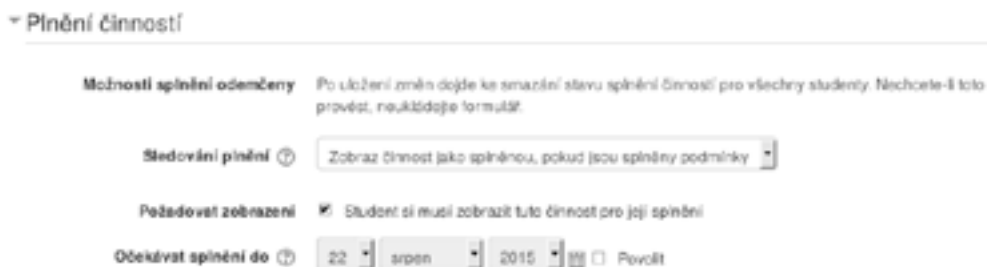 Plnění činností
Možnosti splnění odemčeny Po uložení změn dojde ke smazání stavu splnění činností pro všechny studenty. Nechcete-li toto
provést, neukládejte formulář.
Sledování plnění Zobraz činnost jako splněnou, pokud jsou splněny podmínky
Požadovat zobrazení Student si musí zobrazit tuto činnost pro její splnění
Očekávat splnění do 22 srpen 2015 Povolit